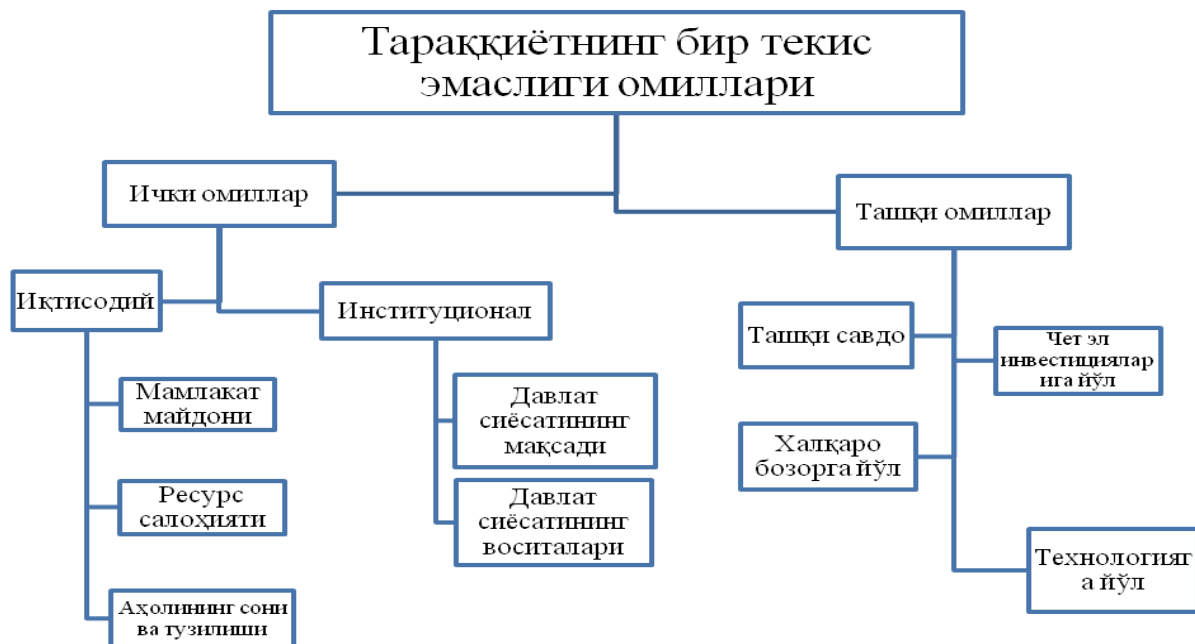 Тараққиётнинг бир текис
эмаслиги омиллари
Ички омиллар
Ташқи омиллар
Иқтисодий
Институционал
Мамлакат
майдони
Ресурс
салоҳияти
Аҳолининг сони
ва тузилиши
Давлат
сиёсатининг
мақсади
Давлат
сиёсатининг
воситалари
Ташқи савдо
Чет эл
инвестициялар
ига йўл
Халқаро
бозорга йўл
Технологияг
а йўл